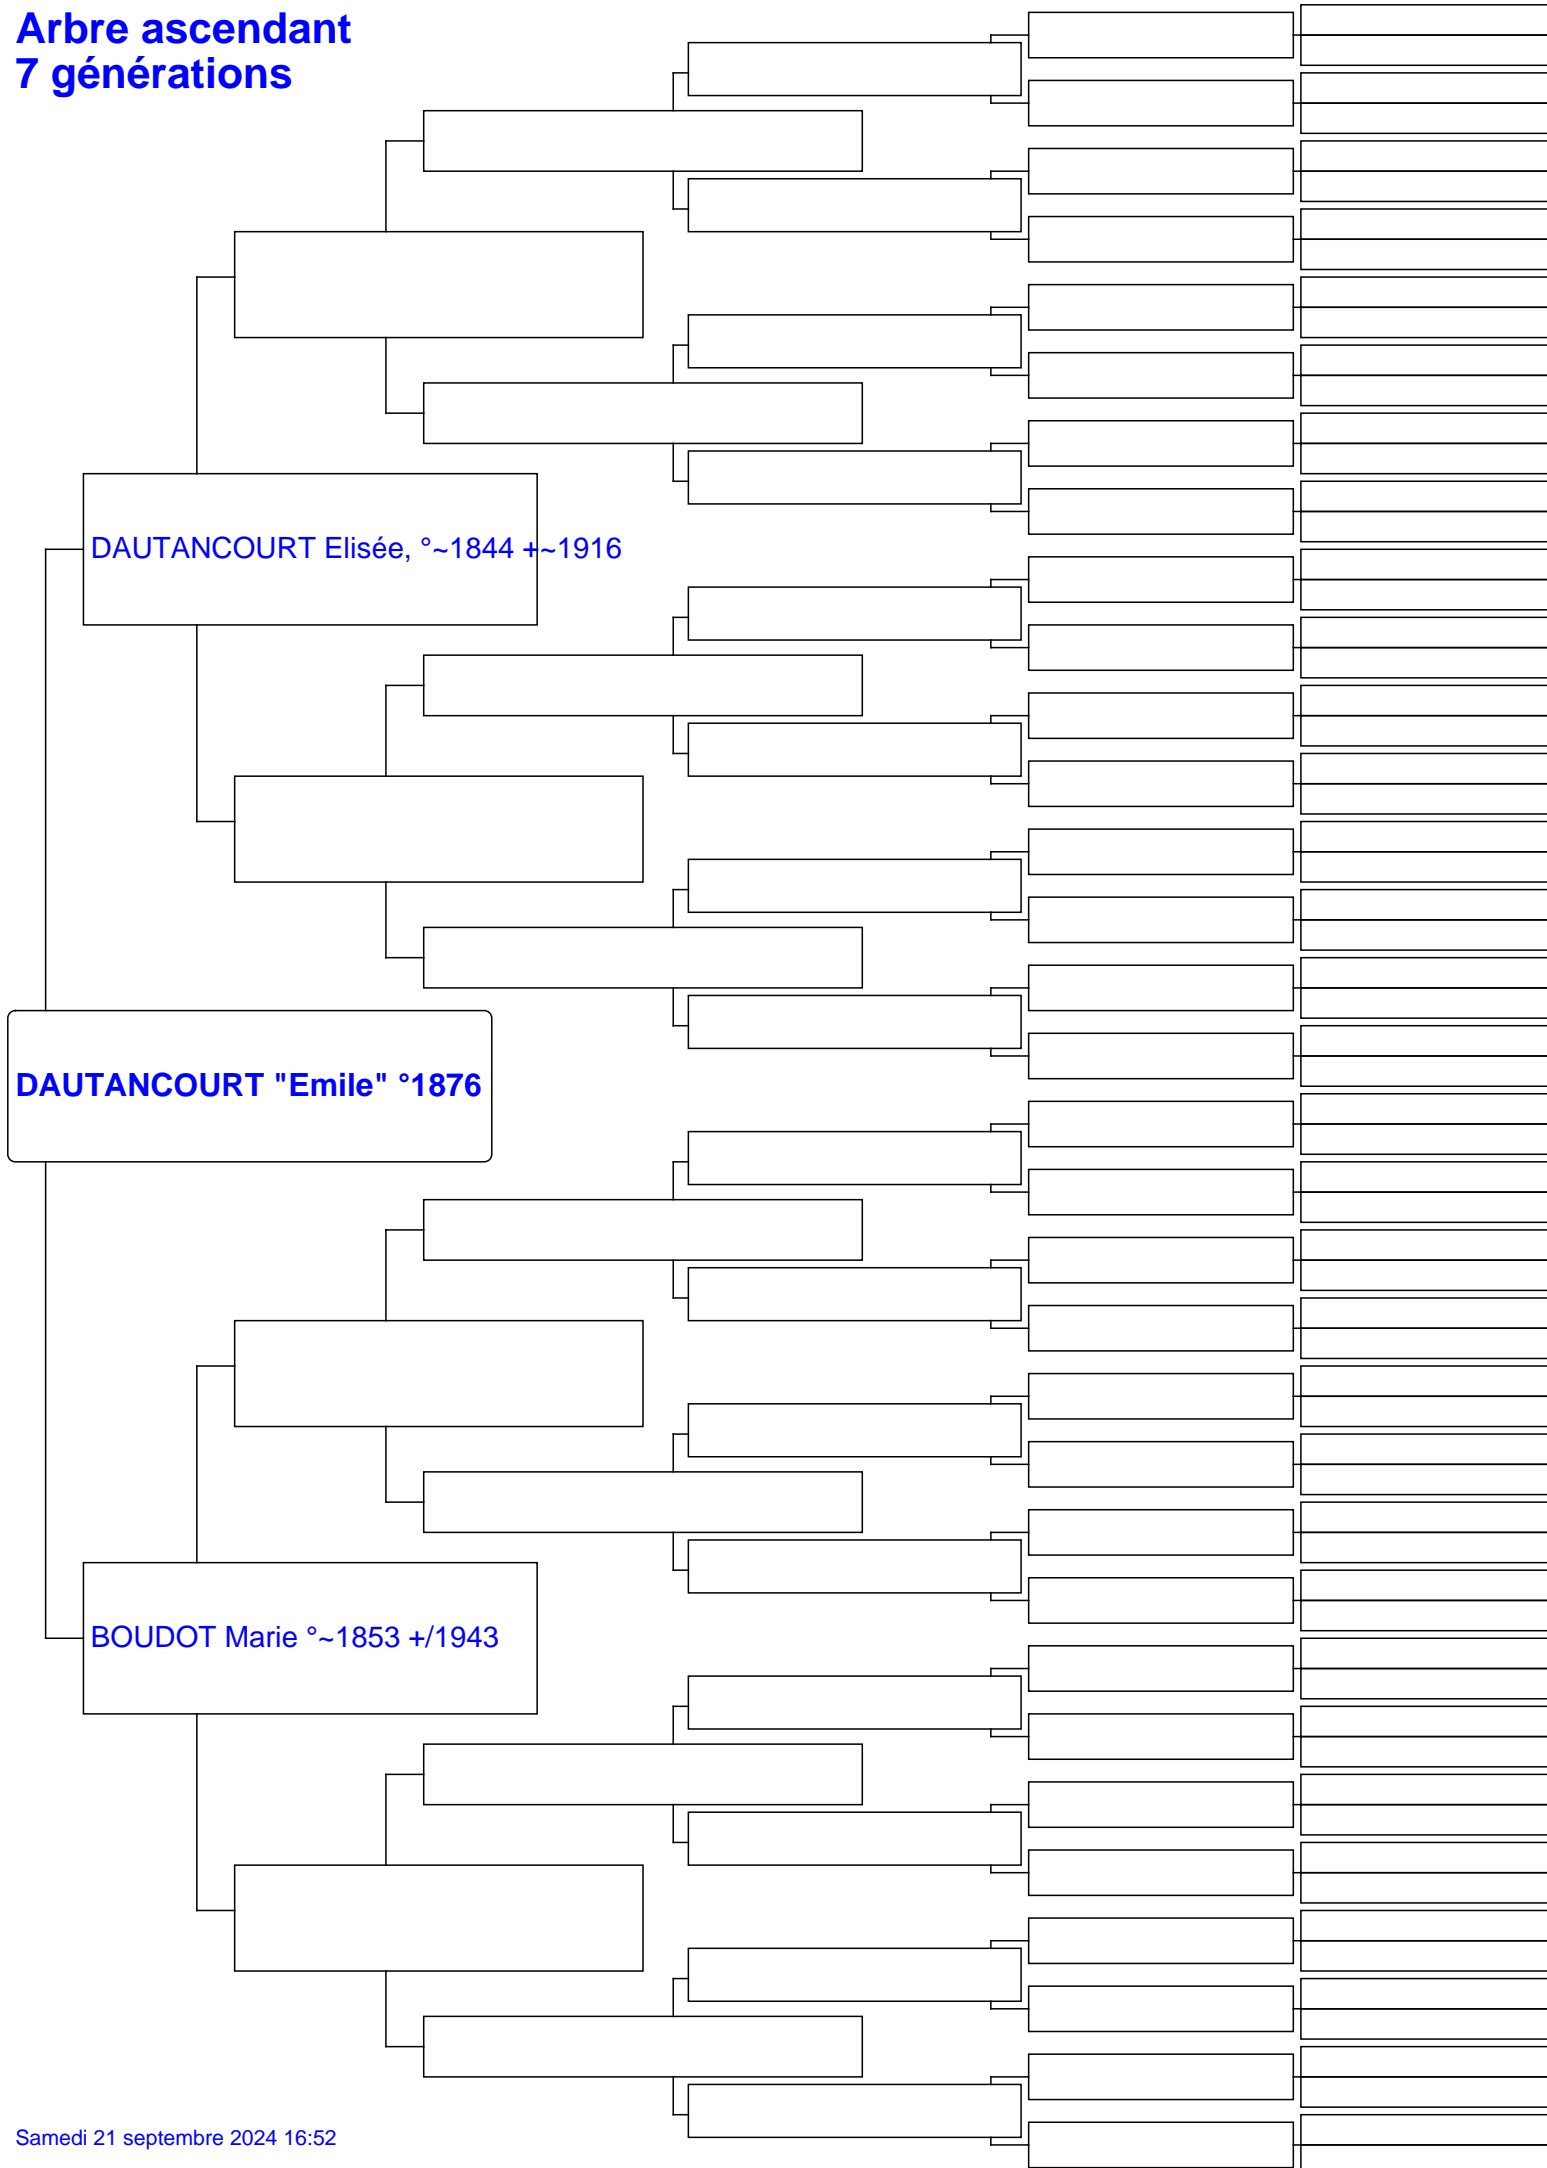 Arbre ascendant
7 générations
DAUTANCOURT Elisée, °~1844 +~1916
DAUTANCOURT "Emile" °1876
BOUDOT Marie °~1853 +/1943
Samedi 21 septembre 2024 16:52